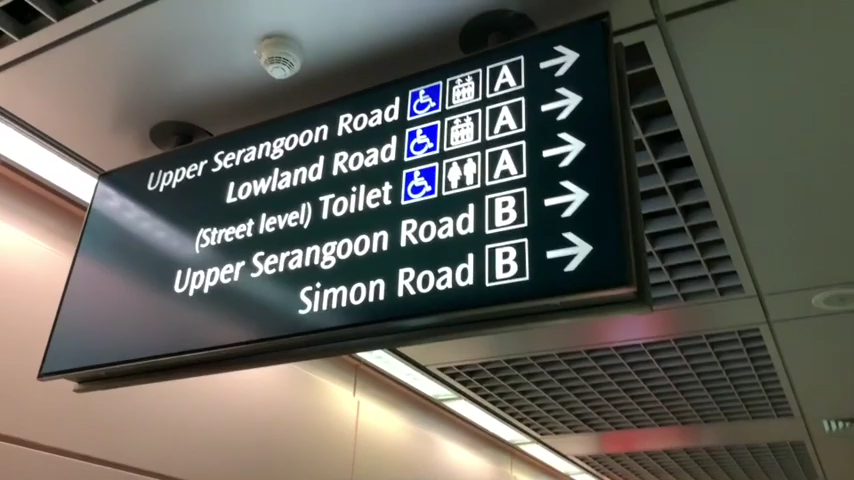 Upper Serangoon Road A
Lowland Road A
(Street level) Toilet A
Upper Serangoon Road B
Simon Road B